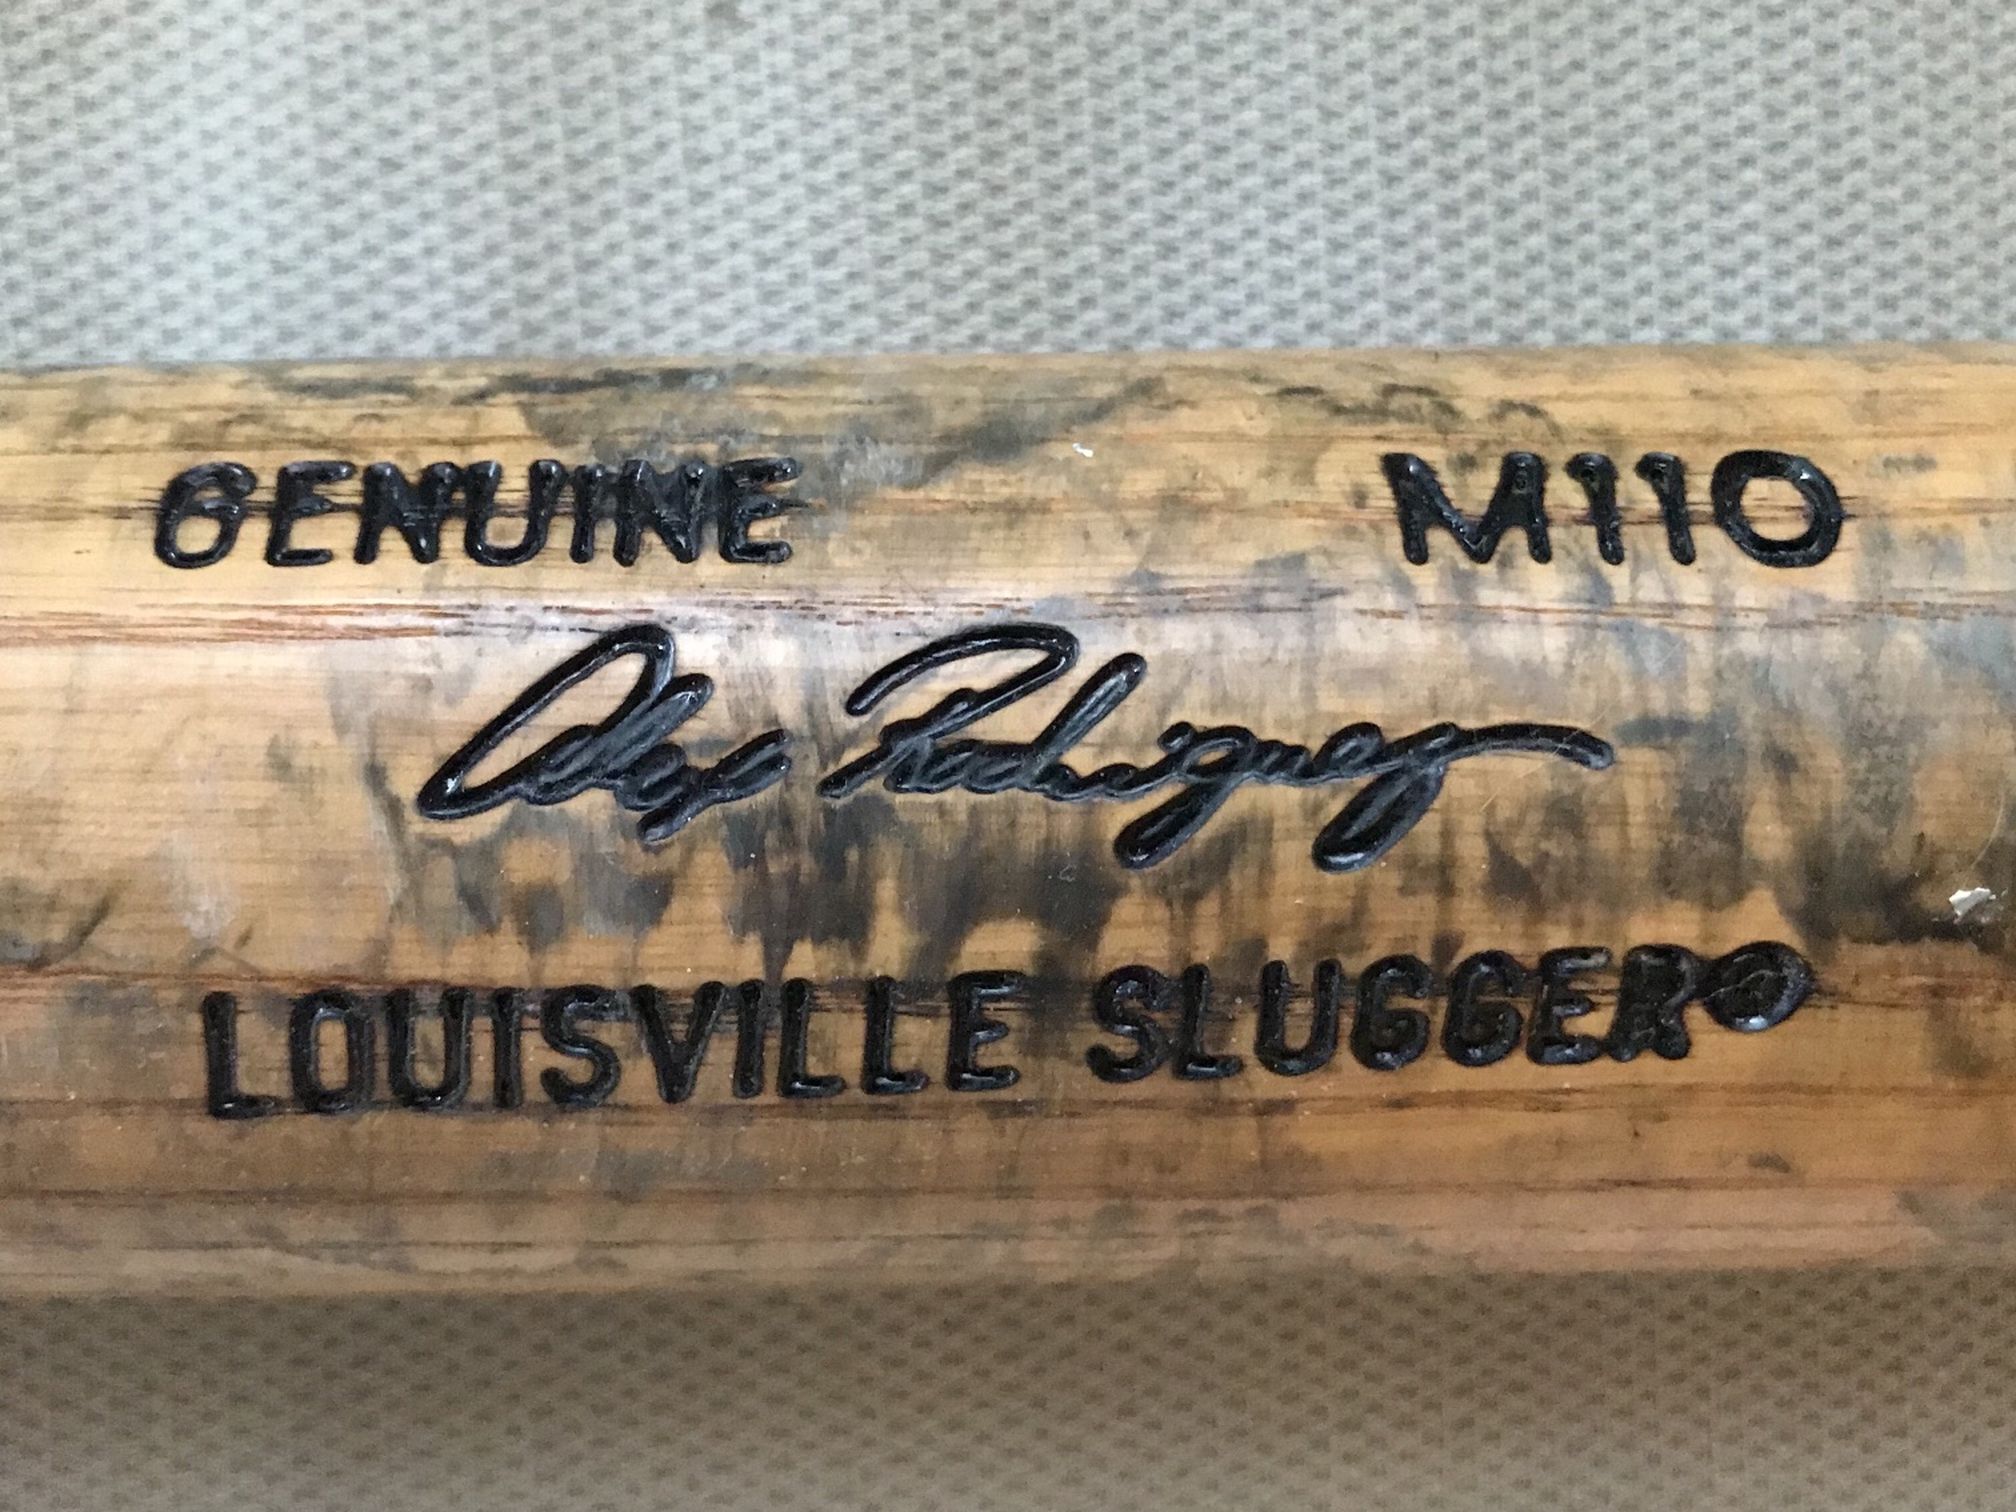 GENUINE M110
Alex Rodriguez
LOUISVILLE SLUGGER®